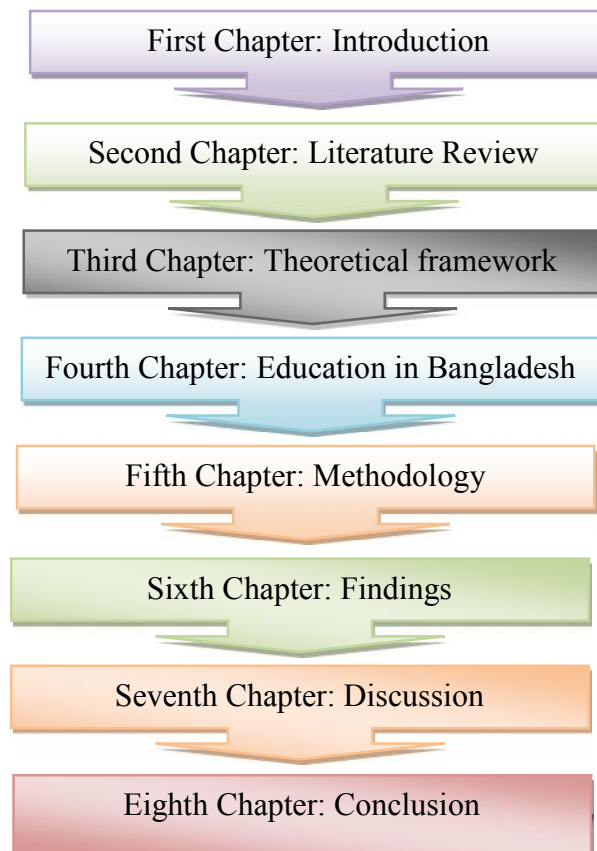 First Chapter: Introduction
Second Chapter: Literature Review
Third Chapter: Theoretical framework
Fourth Chapter: Education in Bangladesh
Fifth Chapter: Methodology
Sixth Chapter: Findings
Seventh Chapter: Discussion
Eighth Chapter: Conclusion